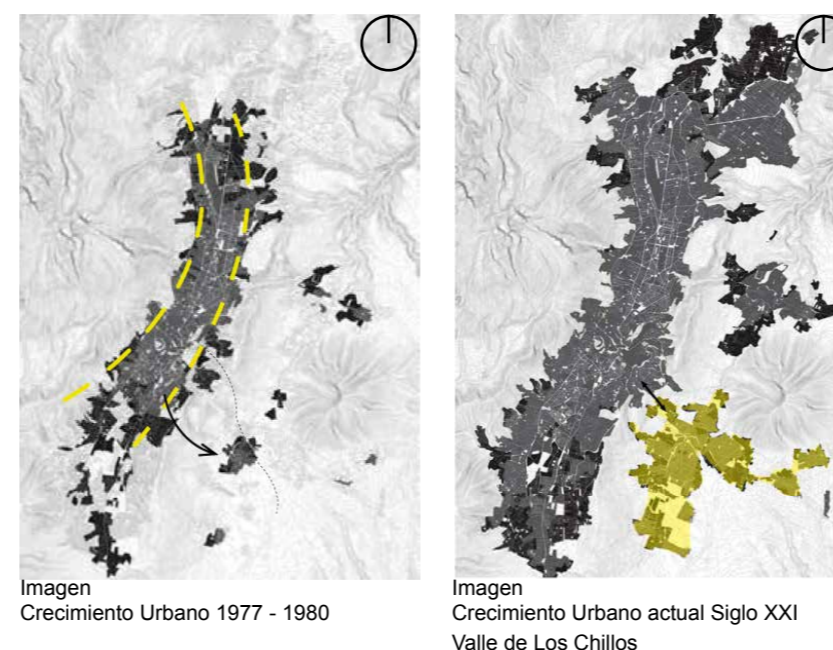 Imagen
Crecimiento Urbano 1977 - 1980
Imagen
Crecimiento Urbano actual Siglo XXI
Valle de Los Chillos